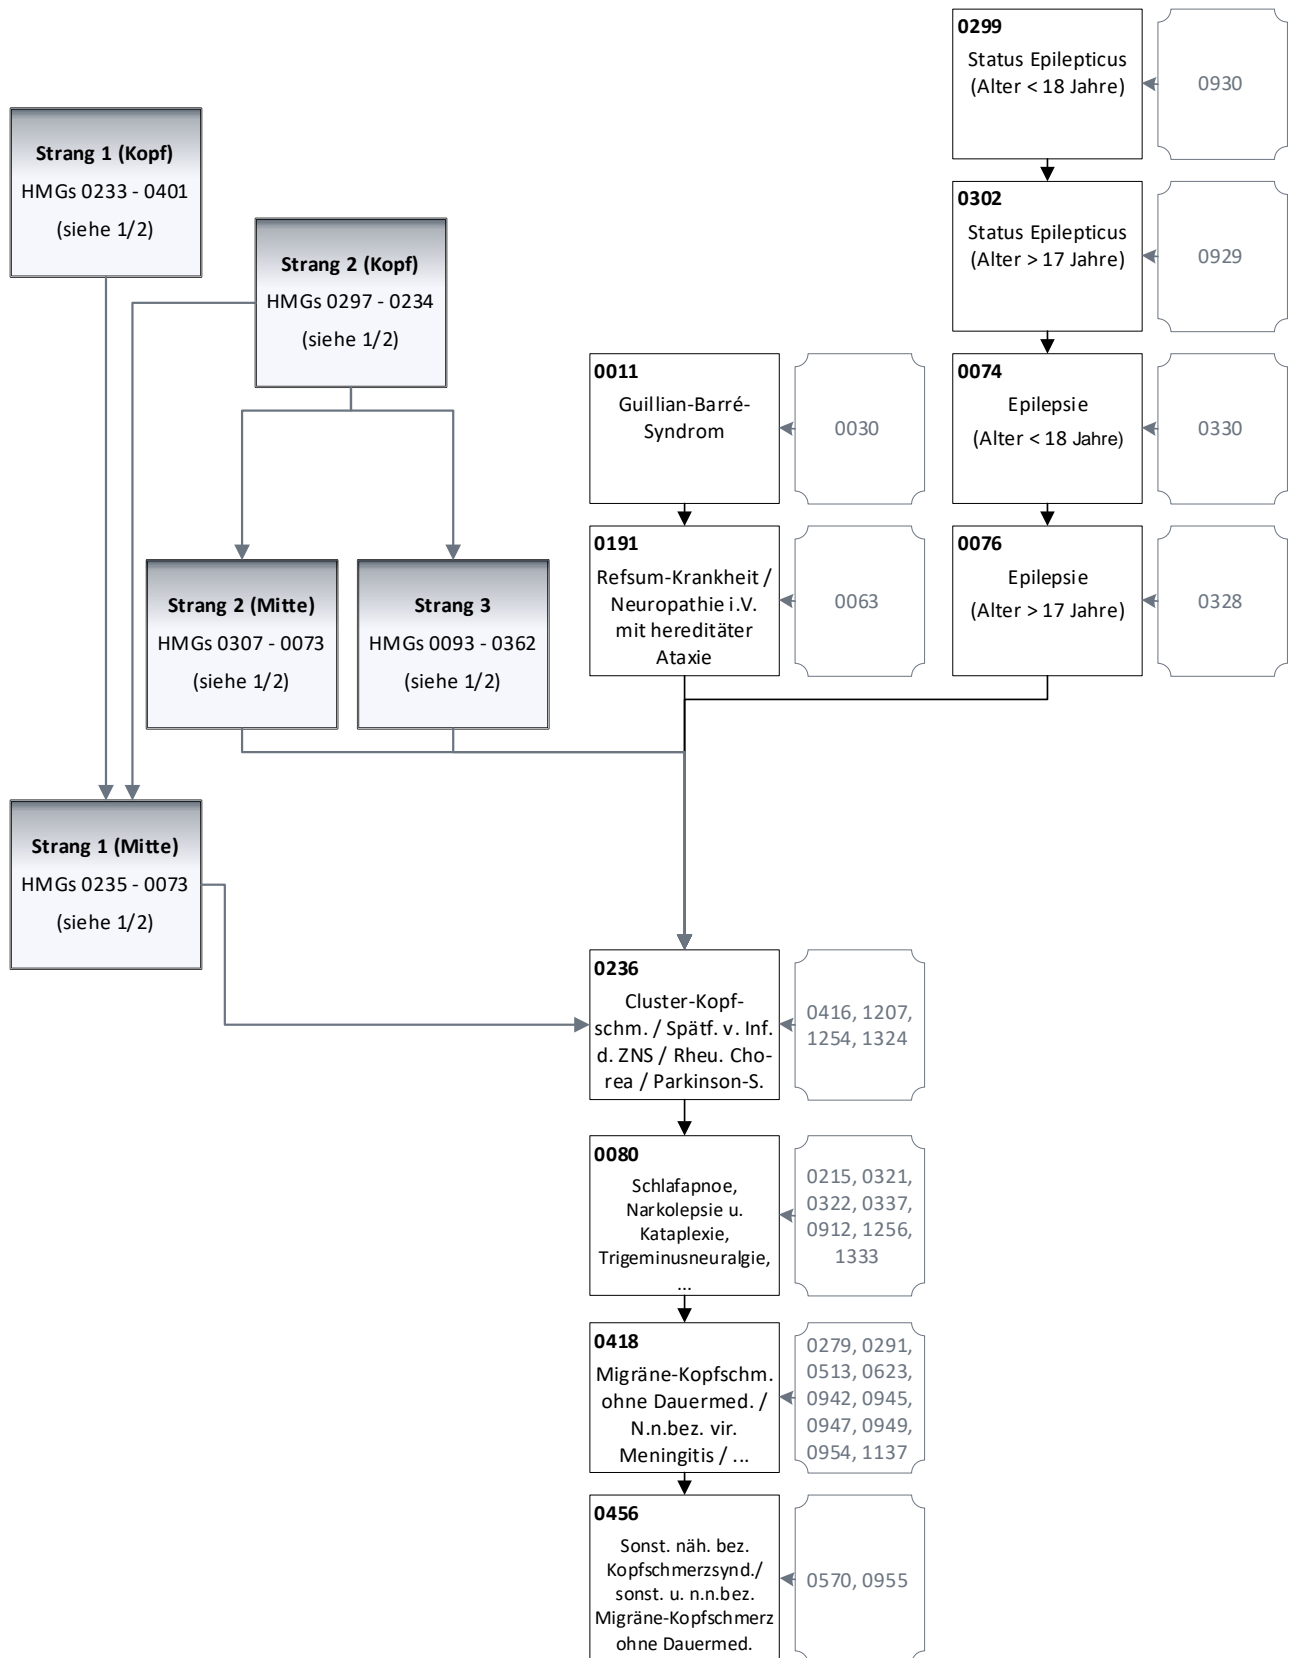 0299
Status Epilepticus
(Alter < 18 Jahre)
0930
Strang 1 (Kopf)
HMGs 0233 - 0401
(siehe 1/2)
0302
Status Epilepticus
(Alter > 17 Jahre)
0929
Strang 2 (Kopf)
HMGs 0297 - 0234
(siehe 1/2)
0011
Guillian-Barré-
Syndrom
0030
0074
Epilepsie
(Alter < 18 Jahre)
0330
0191
Refsum-Krankheit /
Neuropathie i.V.
mit hereditäter
Ataxie
0063
0076
Epilepsie
(Alter > 17 Jahre)
0328
Strang 2 (Mitte)
HMGs 0307 - 0073
(siehe 1/2)
Strang 3
HMGs 0093 - 0362
(siehe 1/2)
Strang 1 (Mitte)
HMGs 0235 - 0073
(siehe 1/2)
0236
Cluster-Kopf-
schm. / Spätf. v. Inf.
d. ZNS / Rheu. Cho-
rea / Parkinson-S.
0416, 1207,
1254, 1324
0080
Schlafapnoe,
Narkolepsie u.
Kataplexie,
Trigeminusneuralgie,
...
0215, 0321,
0322, 0337,
0912, 1256,
1333
0418
Migräne-Kopfschm.
ohne Dauermed. /
N.n.bez. vir.
Meningitis / ...
0279, 0291,
0513, 0623,
0942, 0945,
0947, 0949,
0954, 1137
0456
Sonst. näh. bez.
Kopfschmerzsynd./
sonst. u. n.n.bez.
Migräne-Kopfschmerz
ohne Dauermed.
0570, 0955